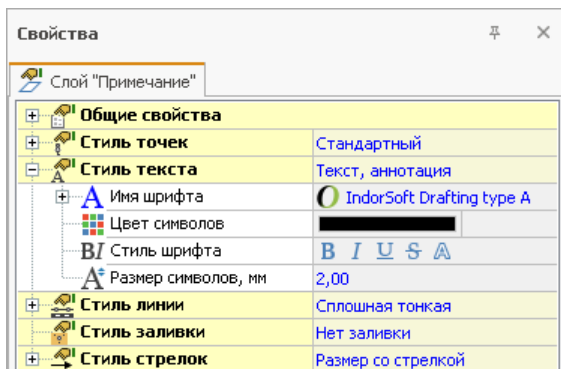 Свойства
Слой "Примечание"
Общие свойства
Стиль точек Стандартный
Стиль текста Текст, аннотация
Имя шрифта IndorSoft Drafting type A
Цвет символов
Стиль шрифта B I U S A
Размер символов, мм 2,00
Стиль линии Сплошная тонкая
Стиль заливки Нет заливки
Стиль стрелок Размер со стрелкой